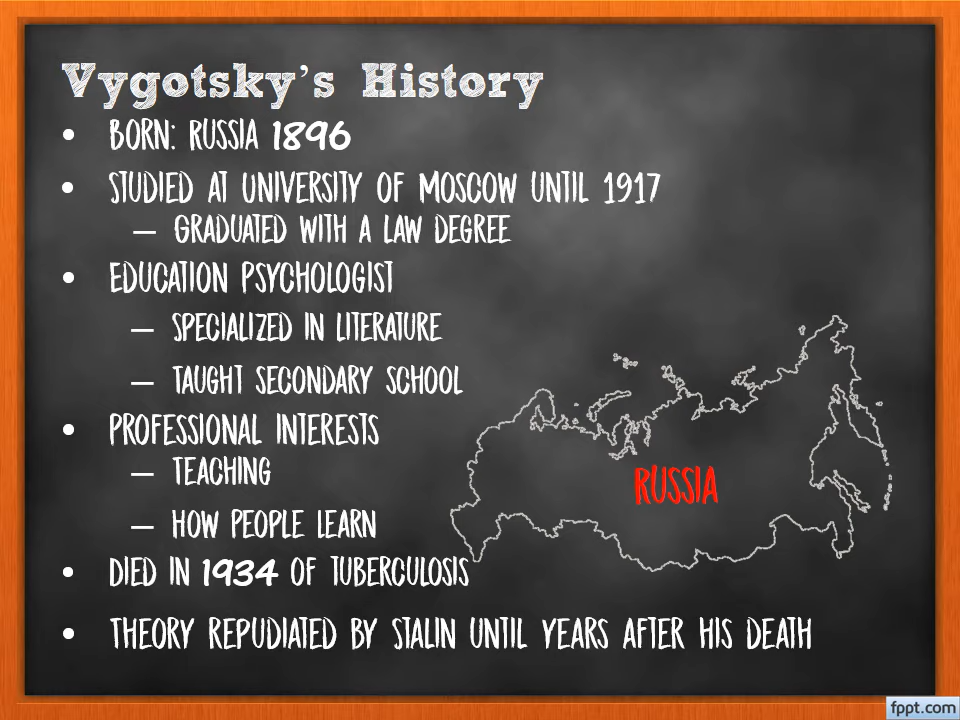 Vygotsky's History
• BORN: RUSSIA 1896
• STUDIED AT UNIVERSITY OF MOSCOW UNTIL 1917
– GRADUATED WITH A LAW DEGREE
• EDUCATION PSYCHOLOGIST
– SPECIALIZED IN LITERATURE
– TAUGHT SECONDARY SCHOOL
• PROFESSIONAL INTERESTS
– TEACHING
– HOW PEOPLE LEARN
• DIED IN 1934 OF TUBERCULOSIS
• THEORY REPUDIATED BY STALIN UNTIL YEARS AFTER HIS DEATH
RUSSIA
fppt.com